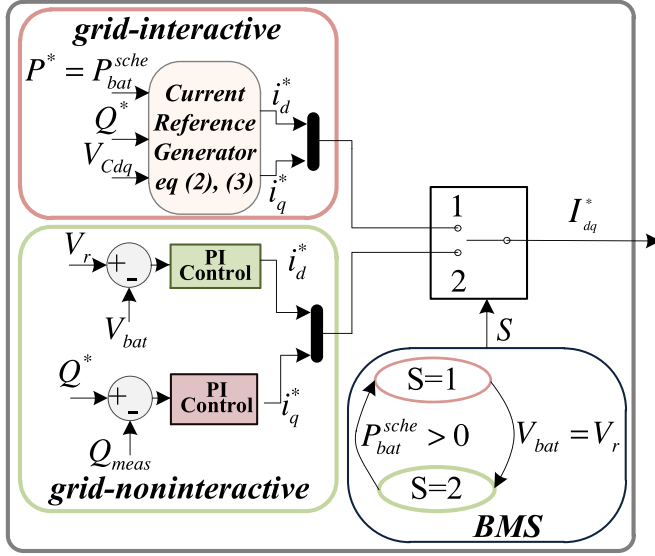 grid-interactive
P* = P_bat^sche
Q*
V_Cdq
Current
Reference
Generator
eq (2), (3)
i_d^*
i_q^*
V_r
+
-
V_bat
PI
Control
i_d^*
Q*
+
-
Q_meas
PI
Control
i_q^*
grid-noninteractive
1
2
I_dq^*
S
S=1
P_bat^sche > 0
V_bat = V_r
S=2
BMS